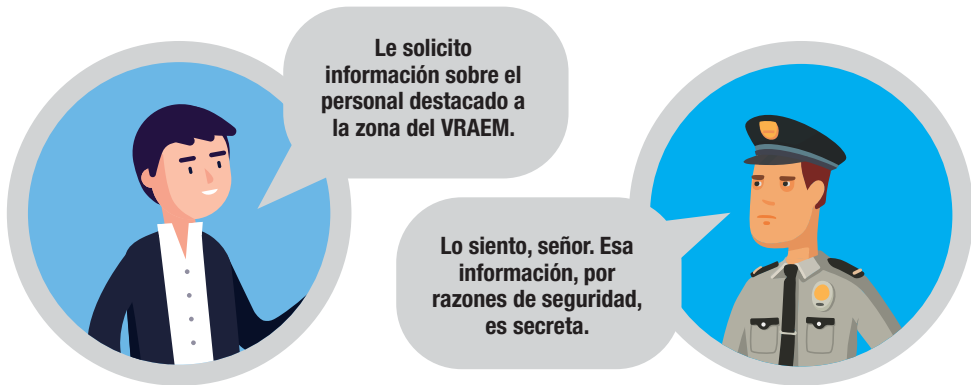 Le solicito
información sobre el
personal destacado a
la zona del VRAEM.
Lo siento, señor. Esa
información, por
razones de seguridad,
es secreta.